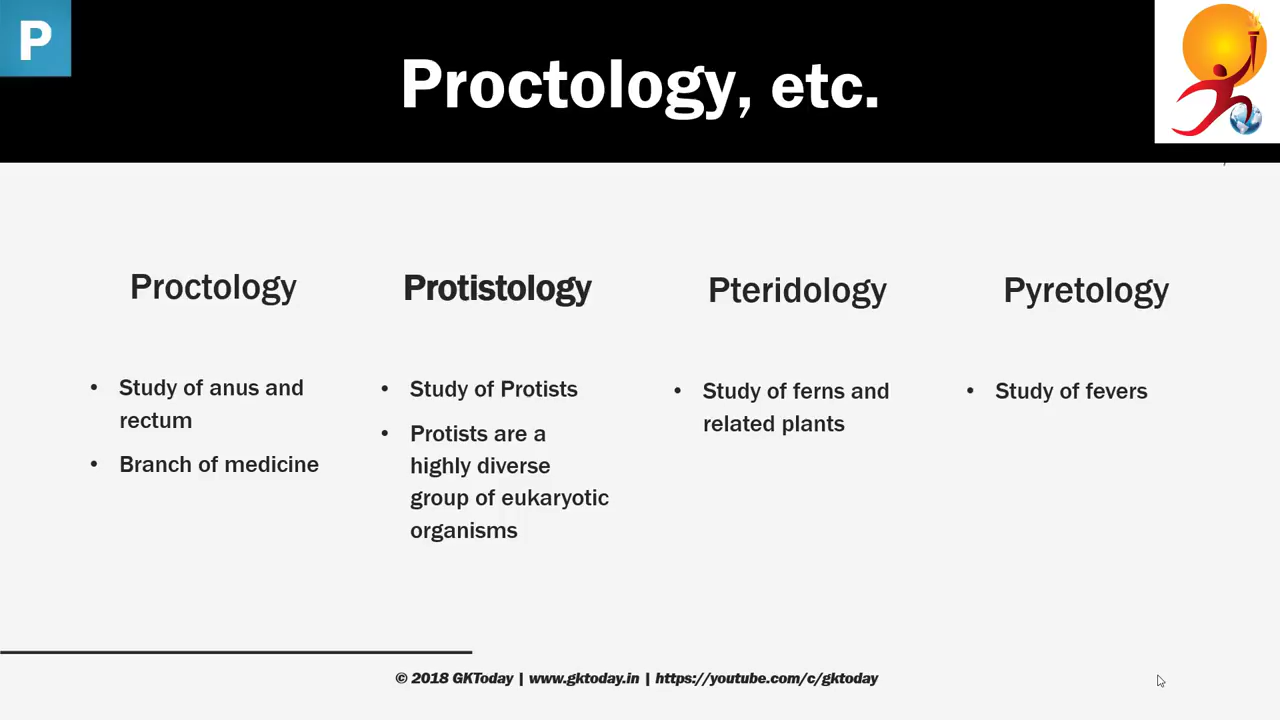 P
Proctology, etc.
Proctology
• Study of anus and
rectum
• Branch of medicine
Protistology
• Study of Protists
• Protists are a
highly diverse
group of eukaryotic
organisms
Pteridology
• Study of ferns and
related plants
Pyretology
• Study of fevers
© 2018 GKToday | www.gktoday.in | https://youtube.com/c/gktoday